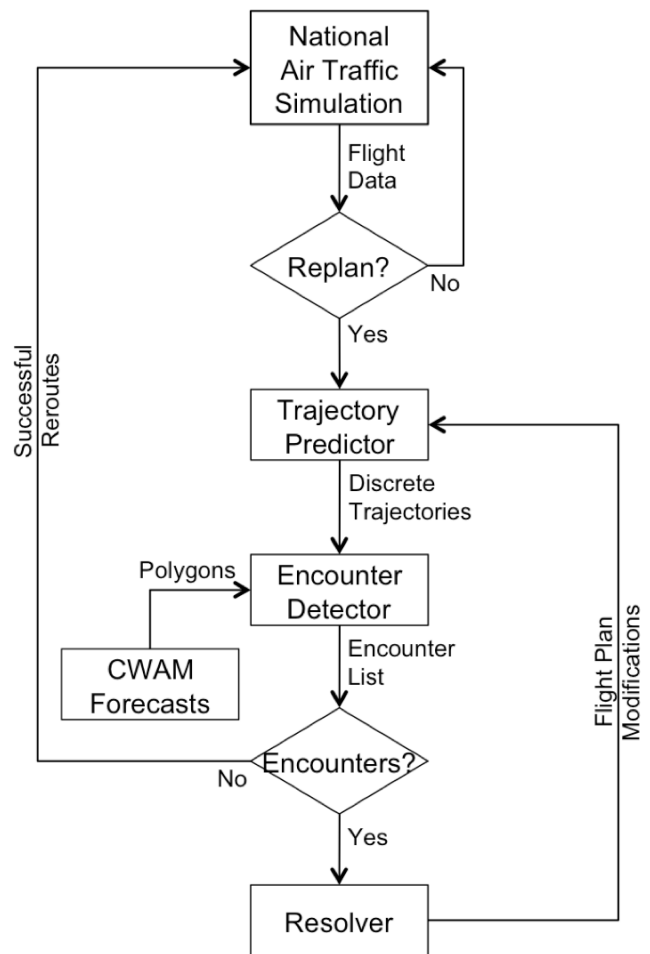 National
Air Traffic
Simulation
Flight
Data
Replan?
No
Yes
Successful
Reroutes
Trajectory
Predictor
Discrete
Trajectories
Polygons
Encounter
Detector
CWAM
Forecasts
Encounter
List
Flight Plan
Modifications
Encounters?
No
Yes
Resolver